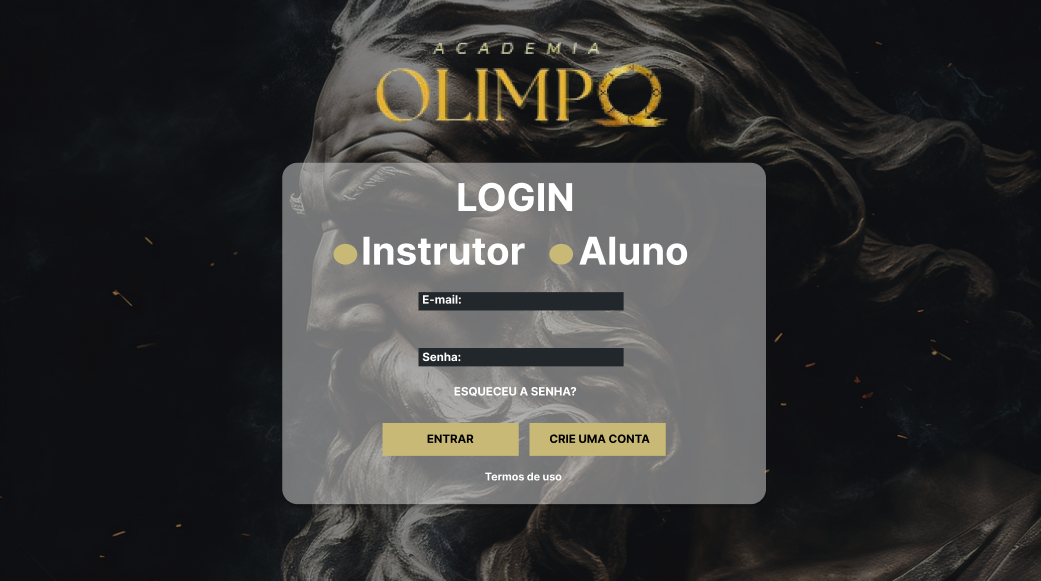 ACADEMIA
OLIMPO
LOGIN
Instrutor Aluno
E-mail:
Senha:
ESQUECEU A SENHA?
ENTRAR CRIE UMA CONTA
Termos de uso